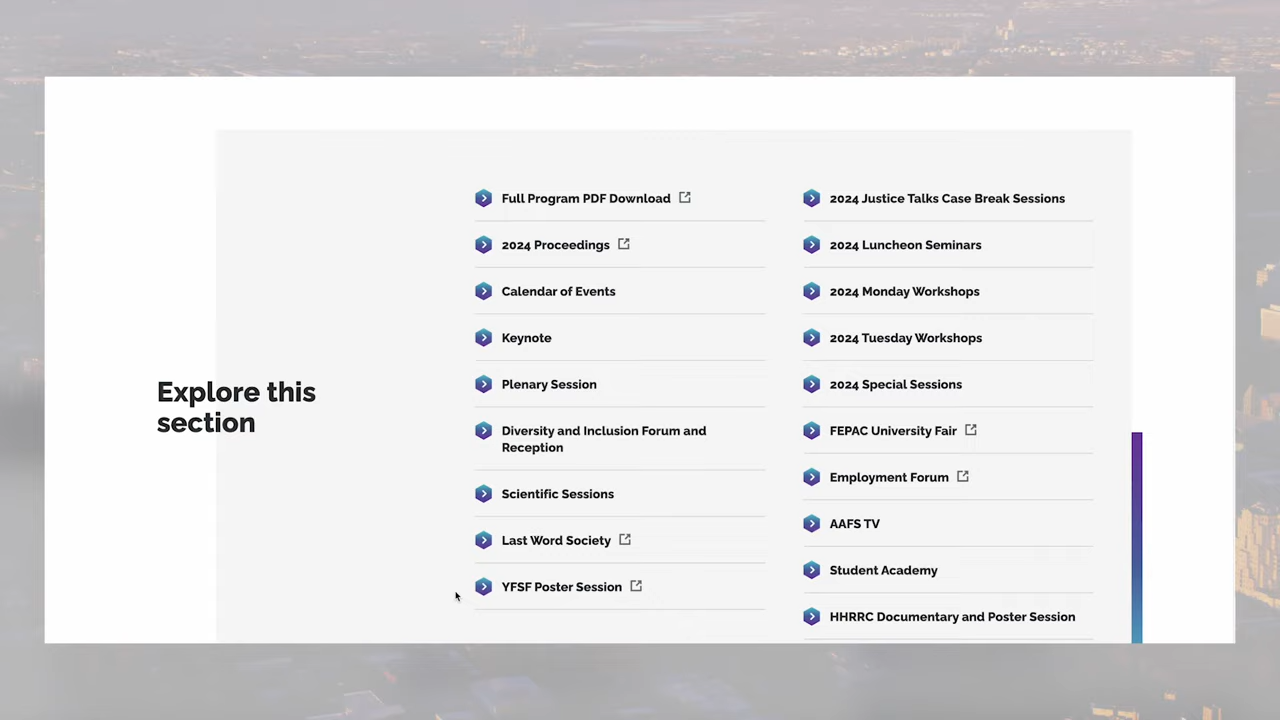 Explore this
section
Full Program PDF Download
2024 Proceedings
Calendar of Events
Keynote
Plenary Session
Diversity and Inclusion Forum and
Reception
Scientific Sessions
Last Word Society
YFSF Poster Session
2024 Justice Talks Case Break Sessions
2024 Luncheon Seminars
2024 Monday Workshops
2024 Tuesday Workshops
2024 Special Sessions
FEPAC University Fair
Employment Forum
AAFS TV
Student Academy
HHRRC Documentary and Poster Session